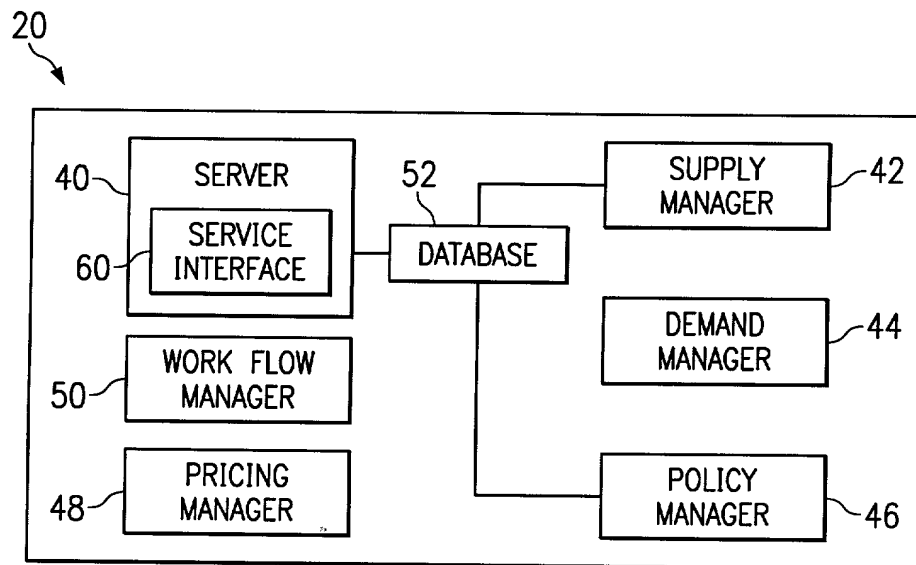 20
40
SERVER
60
SERVICE
INTERFACE
52
DATABASE
SUPPLY
MANAGER
42
DEMAND
MANAGER
44
50
WORK FLOW
MANAGER
48
PRICING
MANAGER
POLICY
MANAGER
46